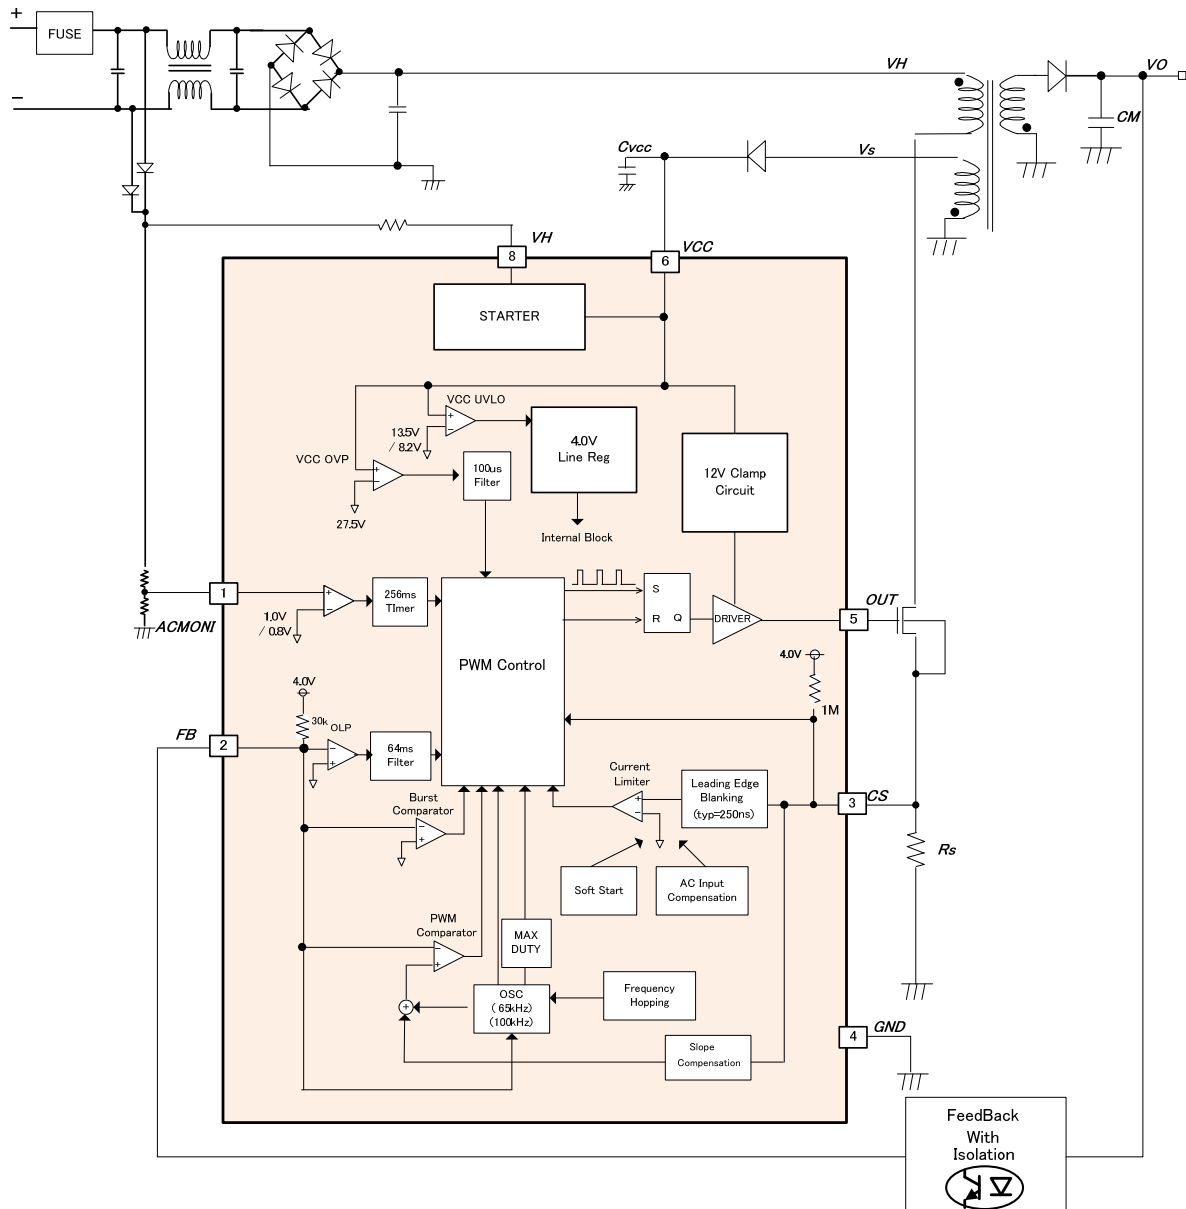 +
FUSE
−
VH
VO
CM
Cvcc
Vs
VH
VCC
8
6
STARTER
VCC UVLO
+
−
13.5V
/ 8.2V
4.0V
Line Reg
VCC OVP
+
−
100us
Filter
27.5V
12V Clamp
Circuit
Internal Block
1
ACMONI
+
−
1.0V
/ 0.8V
256ms
TImer
PWM Control
S
R
Q
DRIVER
OUT
5
4.0V
1M
4.0V
30k
OLP
FB
2
−
+
64ms
Filter
Burst
Comparator
−
+
Current
Limiter
+
−
Leading Edge
Blanking
(typ=250ns)
3
CS
Rs
Soft Start
AC Input
Compensation
PWM
Comparator
−
+
MAX
DUTY
+
OSC
( 65kHz)
(100kHz)
Frequency
Hopping
Slope
Compensation
4
GND
FeedBack
With
Isolation